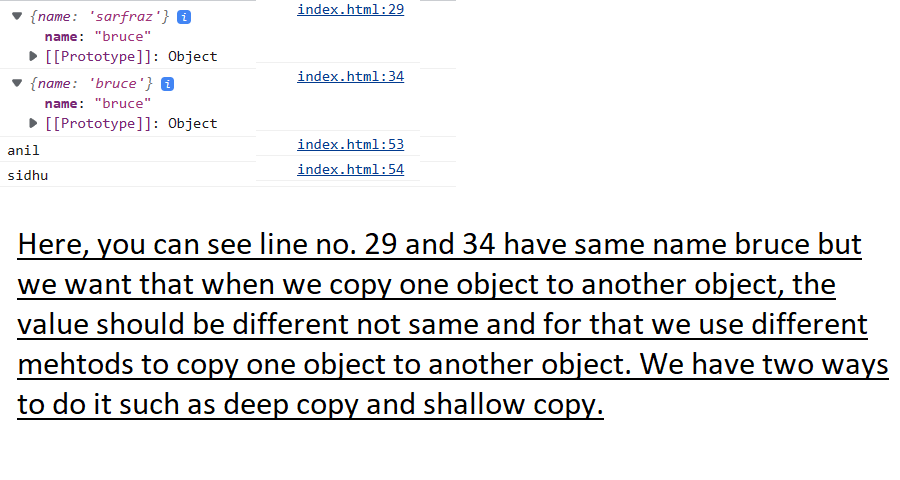 {name: 'sarfraz'} i index.html:29
name: "bruce"
[[Prototype]]: Object
{name: 'bruce'} i index.html:34
name: "bruce"
[[Prototype]]: Object
anil index.html:53
sidhu index.html:54
Here, you can see line no. 29 and 34 have same name bruce but
we want that when we copy one object to another object, the
value should be different not same and for that we use different
mehtods to copy one object to another object. We have two ways
to do it such as deep copy and shallow copy.